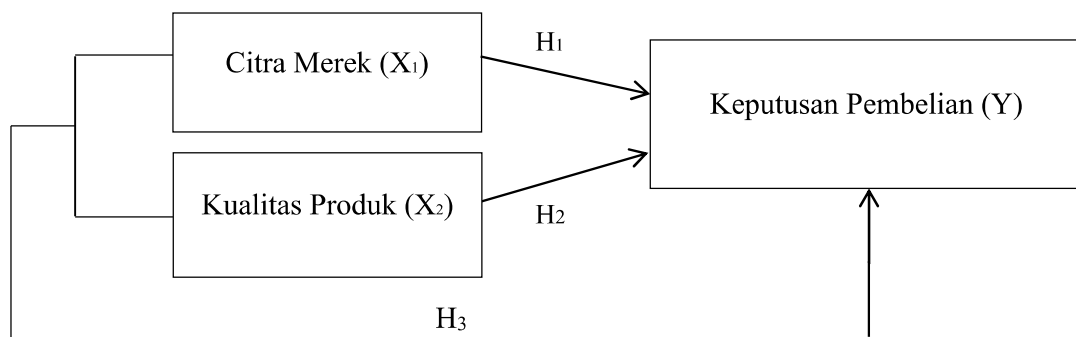 Citra Merek (X₁)
H₁
Keputusan Pembelian (Y)
Kualitas Produk (X₂)
H₂
H₃